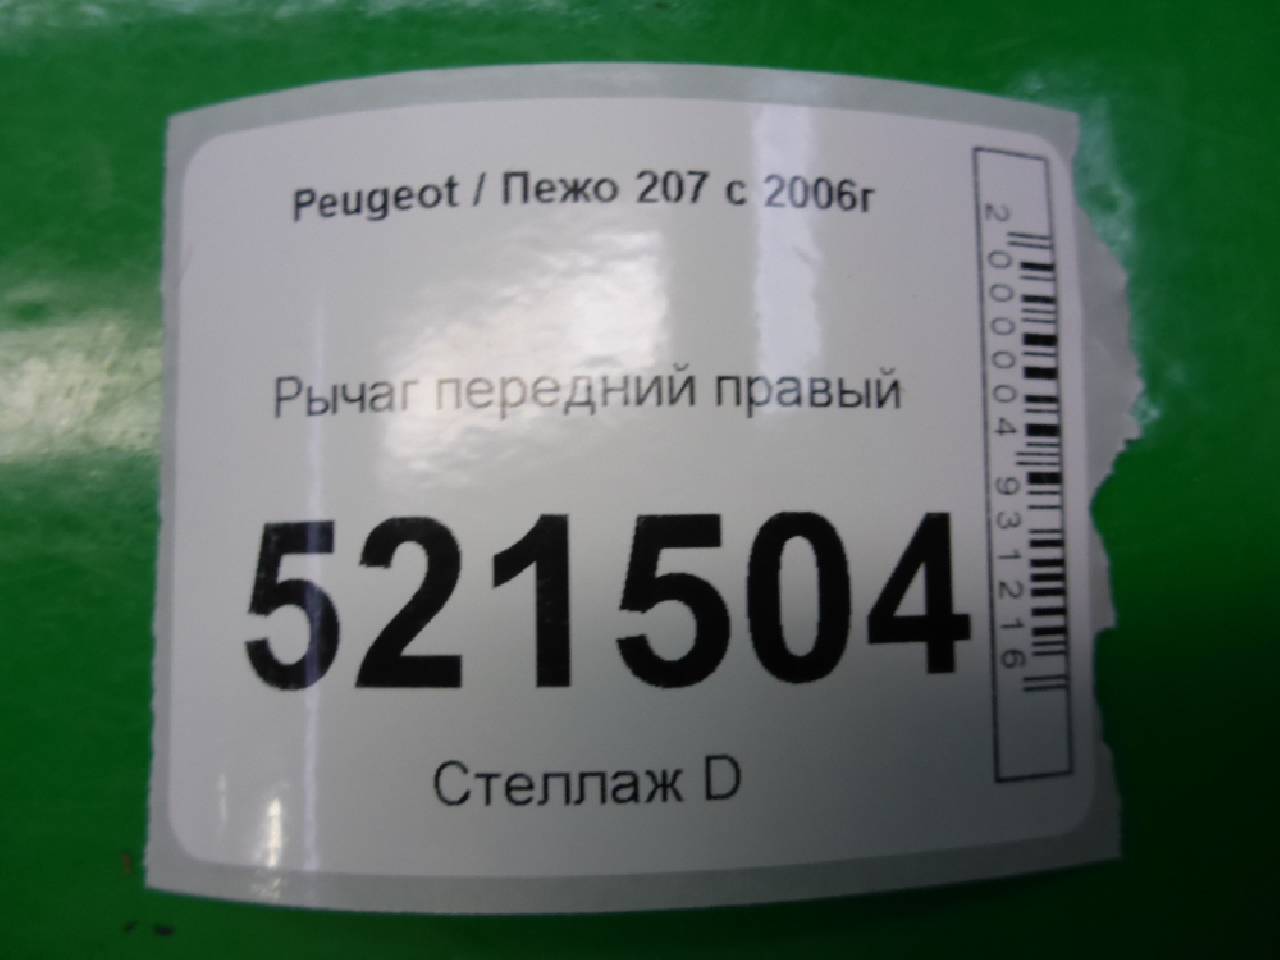 Peugeot / Пежо 207 с 2006г
Рычаг передний правый
521504
Стеллаж D
2000004931216